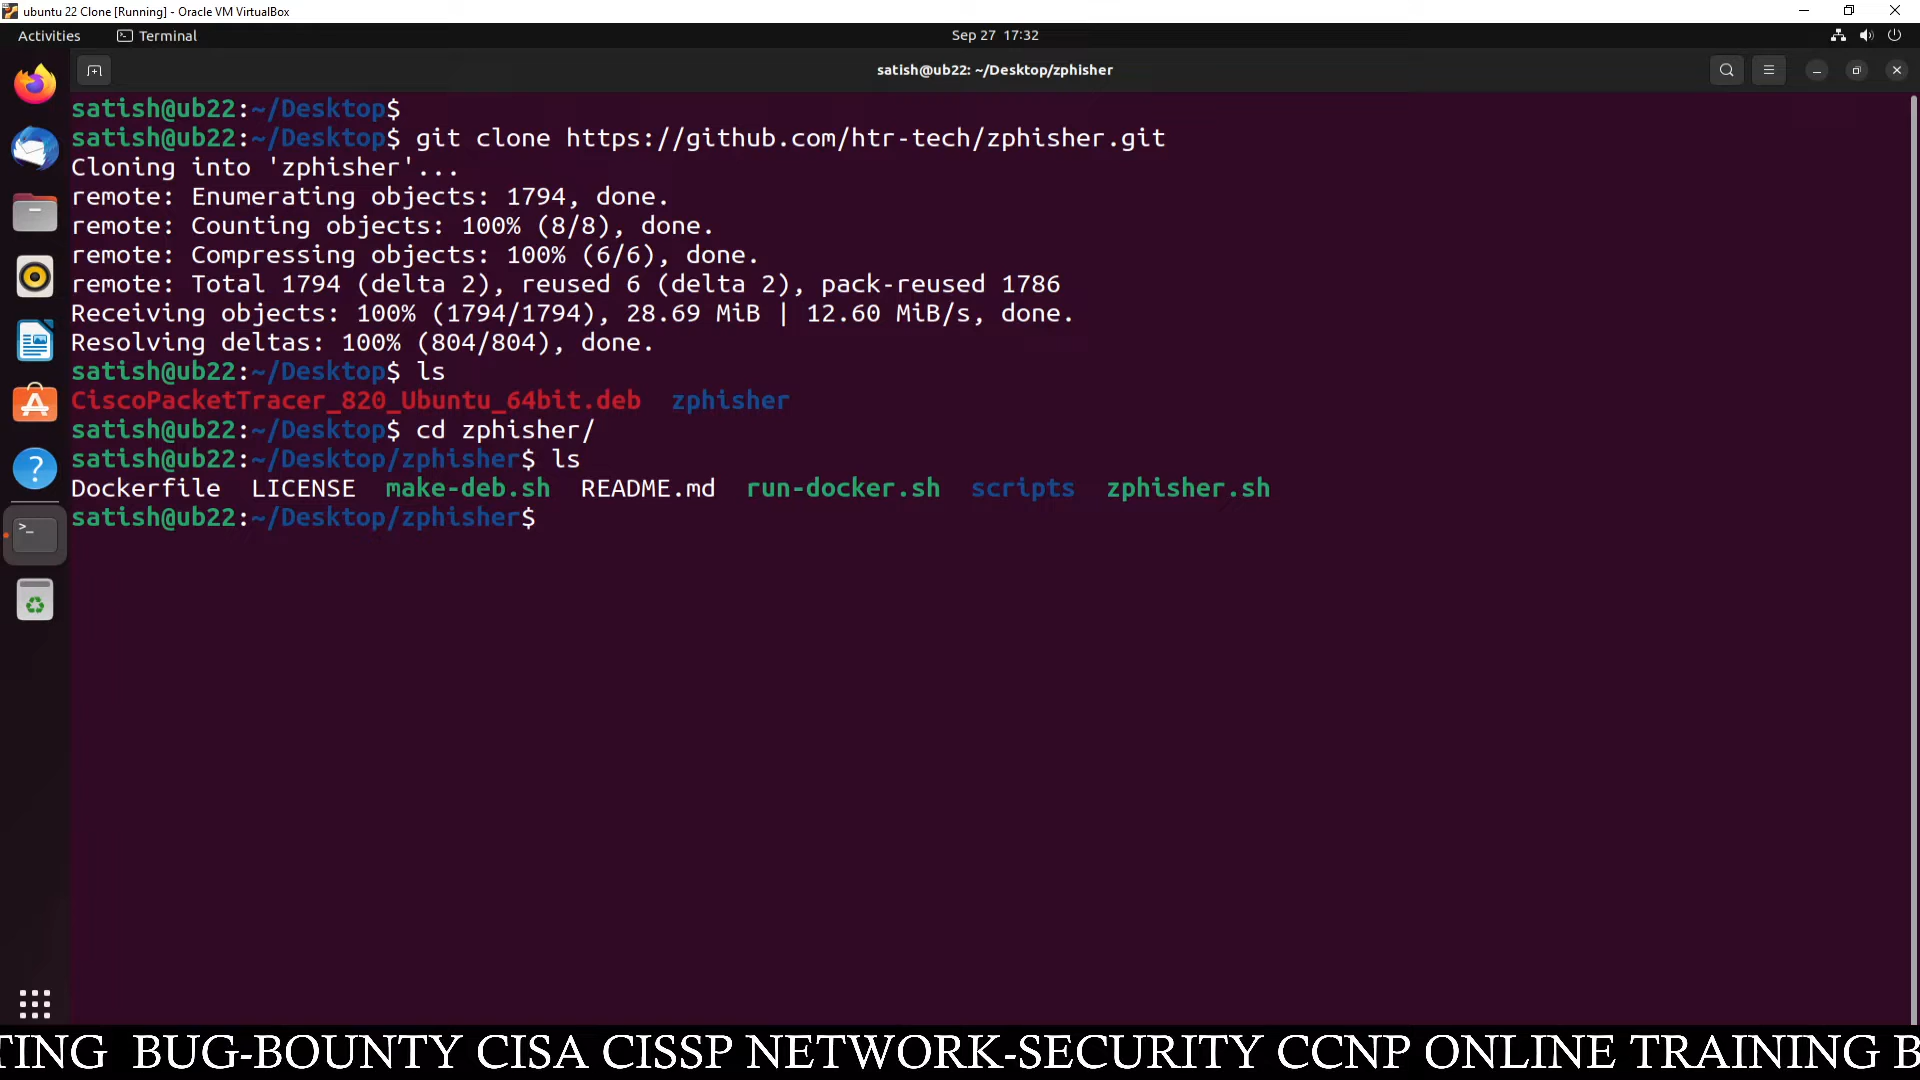 ubuntu 22 Clone [Running] - Oracle VM VirtualBox
Activities Terminal Sep 27 17:32
satish@ub22: ~/Desktop/zphisher
satish@ub22:~/Desktop$
satish@ub22:~/Desktop$ git clone https://github.com/htr-tech/zphisher.git
Cloning into 'zphisher'...
remote: Enumerating objects: 1794, done.
remote: Counting objects: 100% (8/8), done.
remote: Compressing objects: 100% (6/6), done.
remote: Total 1794 (delta 2), reused 6 (delta 2), pack-reused 1786
Receiving objects: 100% (1794/1794), 28.69 MiB | 12.60 MiB/s, done.
Resolving deltas: 100% (804/804), done.
satish@ub22:~/Desktop$ ls
CiscoPacketTracer_820_Ubuntu_64bit.deb zphisher
satish@ub22:~/Desktop$ cd zphisher/
satish@ub22:~/Desktop/zphisher$ ls
Dockerfile LICENSE make-deb.sh README.md run-docker.sh scripts zphisher.sh
satish@ub22:~/Desktop/zphisher$
TING BUG-BOUNTY CISA CISSP NETWORK-SECURITY CCNP ONLINE TRAINING B